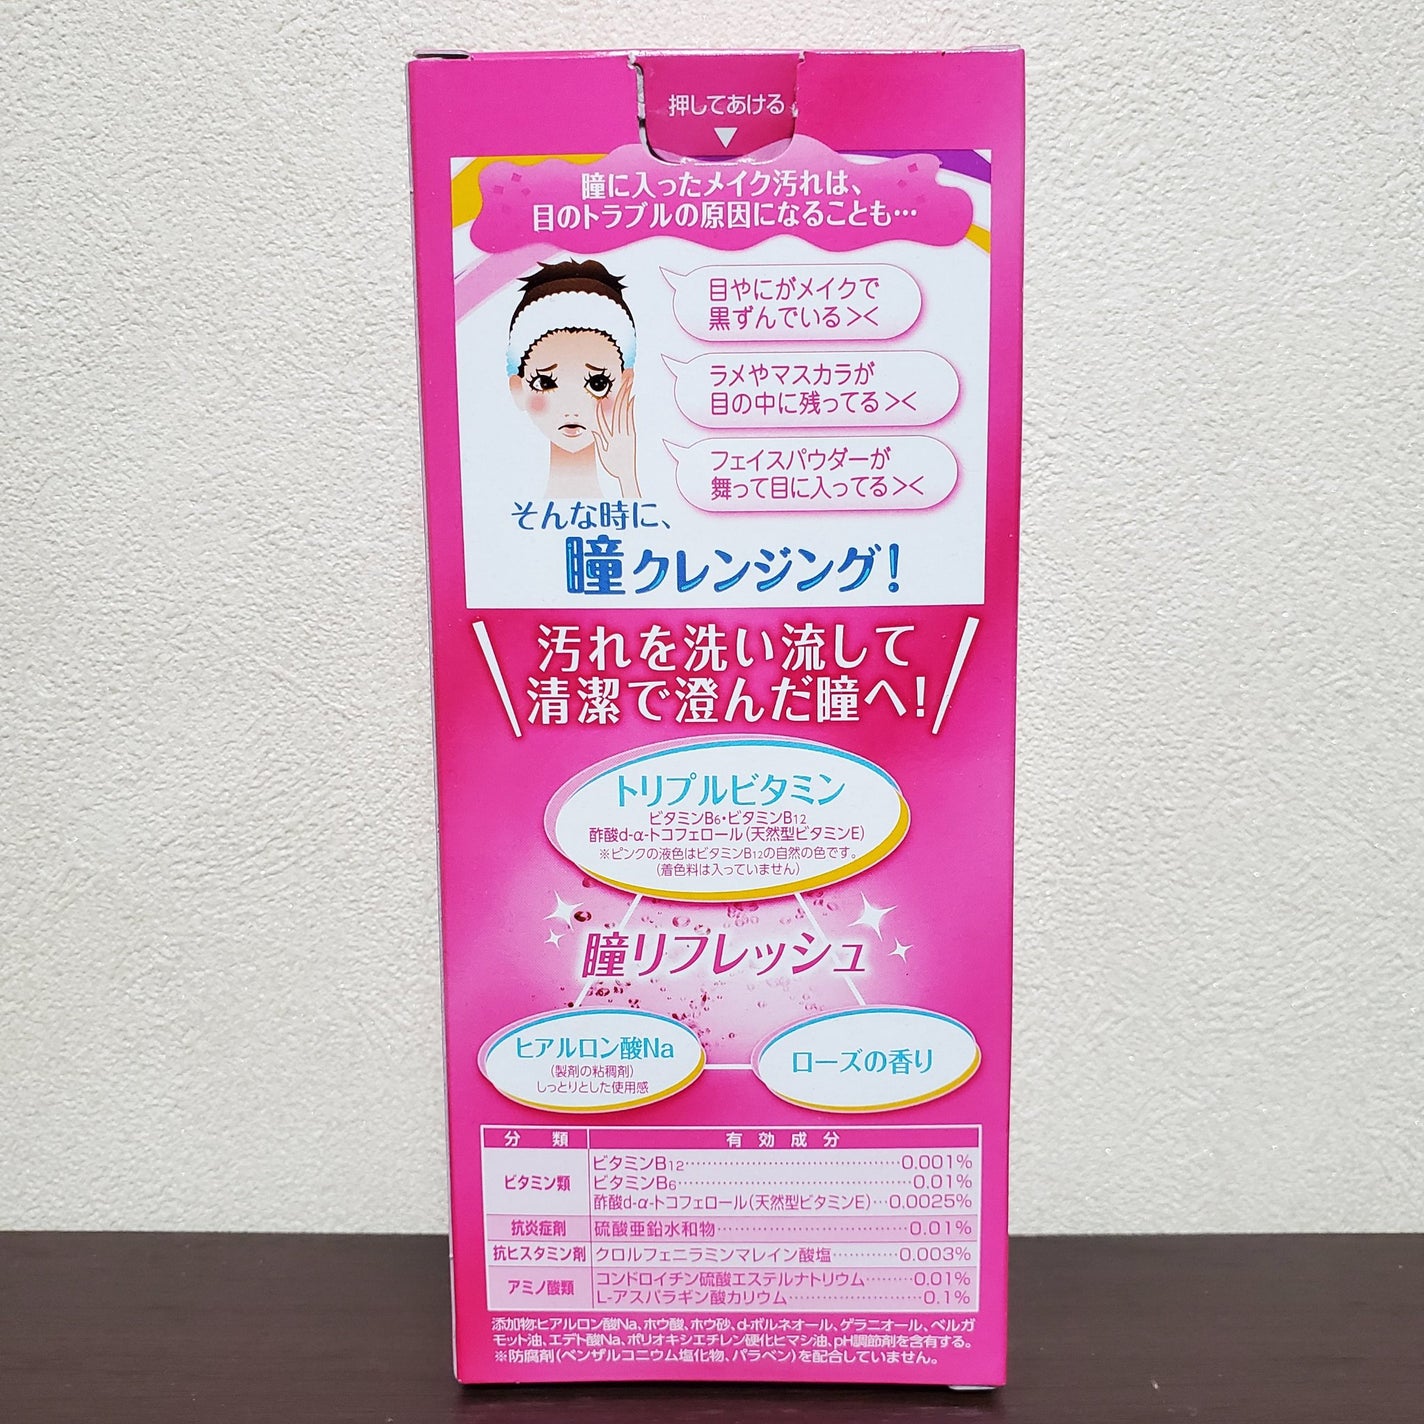 押してあける
瞳に入ったメイク汚れは、
目のトラブルの原因になることも…
目やにがメイクで
黒ずんでいる＞＜
ラメやマスカラが
目の中に残ってる＞＜
フェイスパウダーが
舞って目に入ってる＞＜
そんな時に、
瞳クレンジング!
汚れを洗い流して
清潔で澄んだ瞳へ!
トリプルビタミン
ビタミンB6・ビタミンB12
酢酸d-α-トコフェロール(天然型ビタミンE)
※ピンクの液色はビタミンB12の自然の色です。
(着色料は入っていません)
瞳リフレッシュ
ヒアルロン酸Na
(製剤の粘稠剤)
しっとりとした使用感
ローズの香り
分類 有効成分
ビタミン類
ビタミンB12…0.001%
ビタミンB6…0.01%
酢酸d-α-トコフェロール(天然型ビタミンE)…0.0025%
抗炎症剤 硫酸亜鉛水和物…0.01%
抗ヒスタミン剤 クロルフェニラミンマレイン酸塩…0.003%
アミノ酸類
コンドロイチン硫酸エステルナトリウム…0.01%
L-アスパラギン酸カリウム…0.1%
添加物:ヒアルロン酸Na、ホウ酸、ホウ砂、d-ボルネオール、ゲラニオール、ベルガ
モット油、エデト酸Na、ポリオキシエチレン硬化ヒマシ油、pH調節剤を含有する。
※防腐剤(ベンザルコニウム塩化物、パラベン)を配合していません。